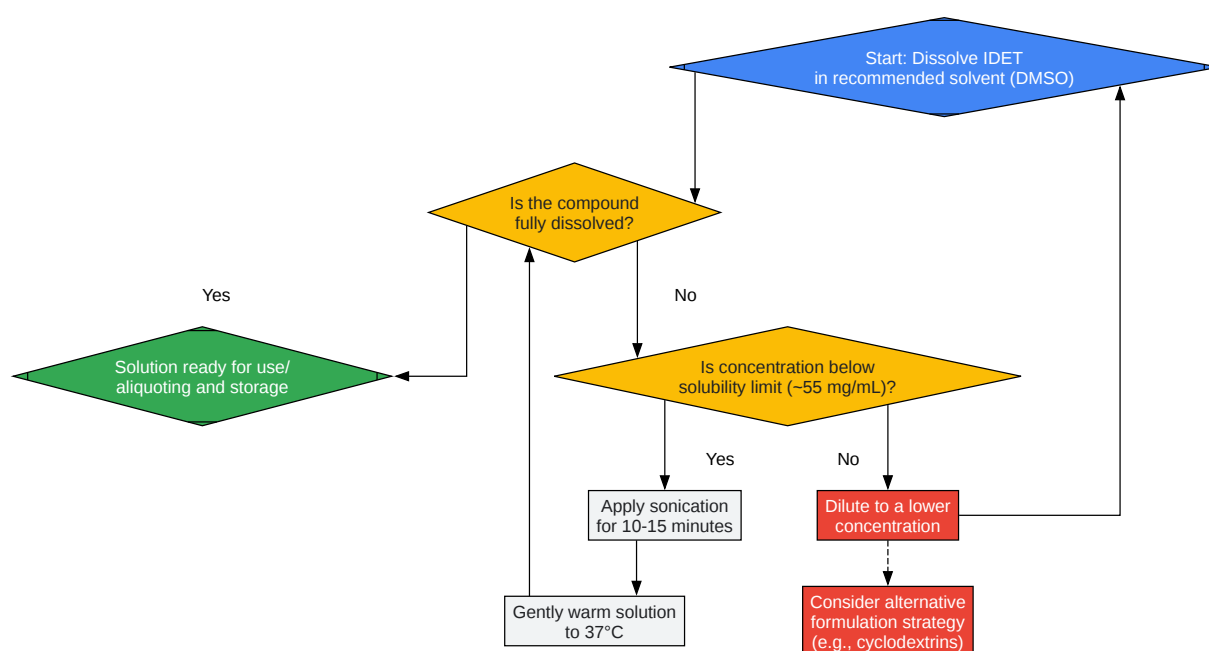 Start: Dissolve IDET
in recommended solvent (DMSO)
Is the compound
fully dissolved?
Yes
No
Solution ready for use/
aliquoting and storage
Is concentration below
solubility limit (~55 mg/mL)?
Yes
No
Apply sonication
for 10-15 minutes
Dilute to a lower
concentration
Gently warm solution
to 37°C
Consider alternative
formulation strategy
(e.g., cyclodextrins)